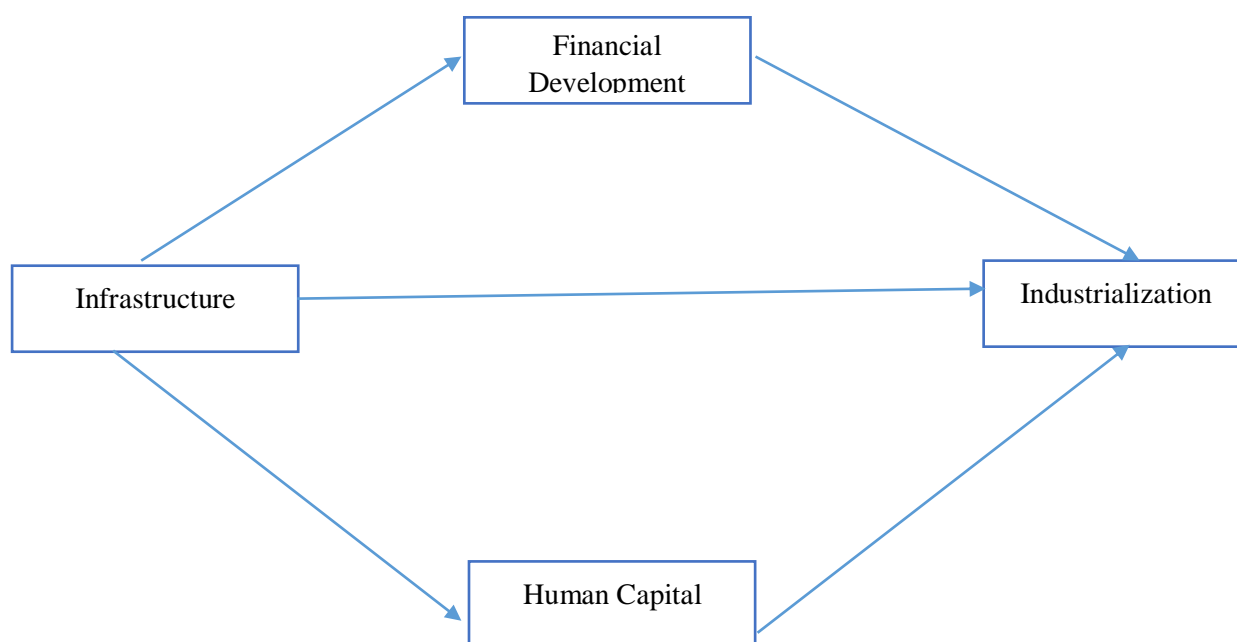 Financial
Development
Infrastructure
Industrialization
Human Capital